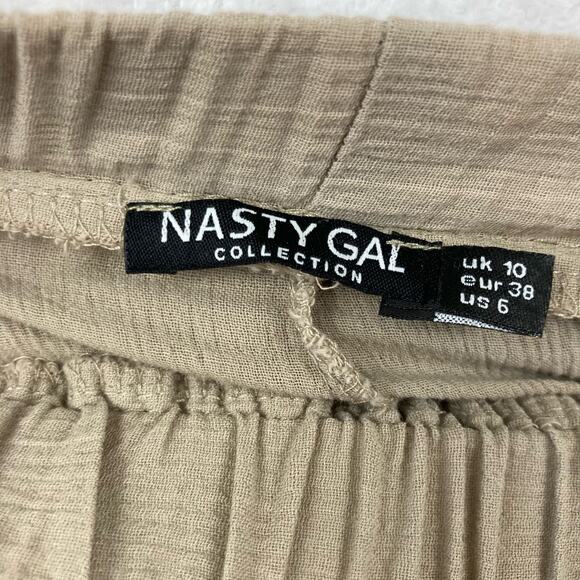 NASTY GAL
COLLECTION
uk 10
eur 38
us 6